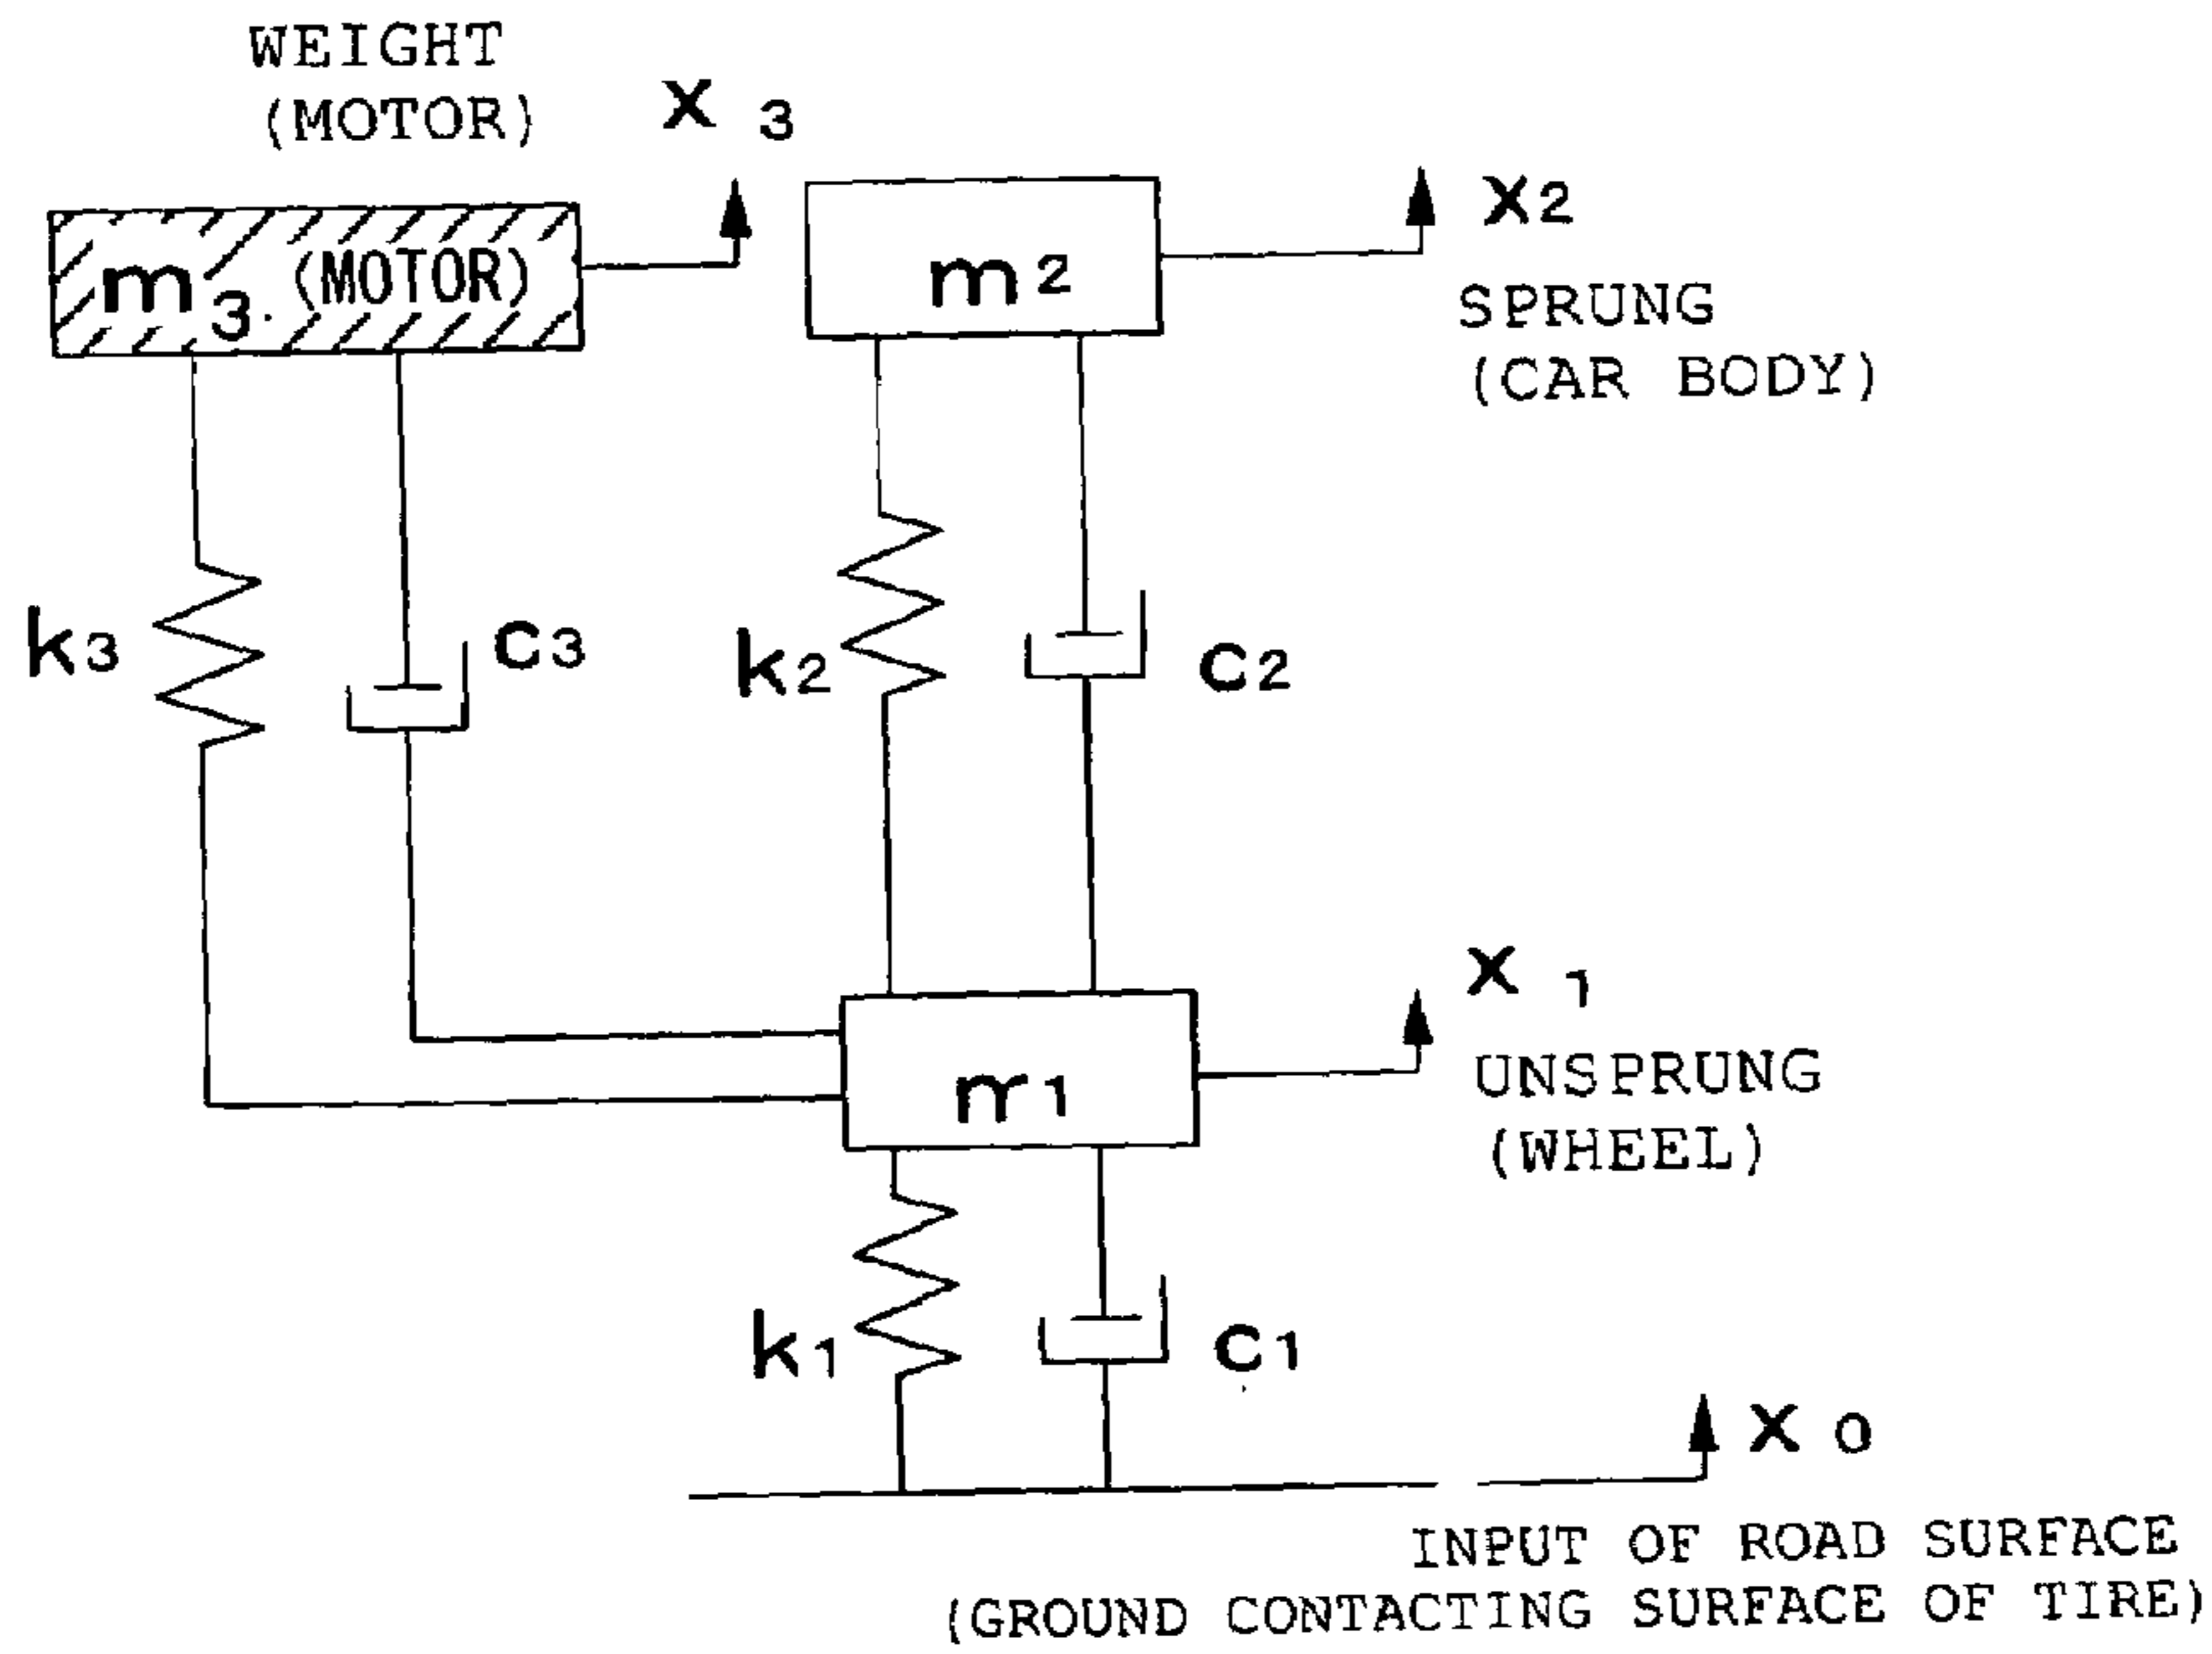 WEIGHT
(MOTOR)
x 3
m 3. (MOTOR)
m2
x2
SPRUNG
(CAR BODY)
k3
c3
k2
c2
x 1
m1
UNSPRUNG
(WHEEL)
k1
c1
x 0
INPUT OF ROAD SURFACE
(GROUND CONTACTING SURFACE OF TIRE)